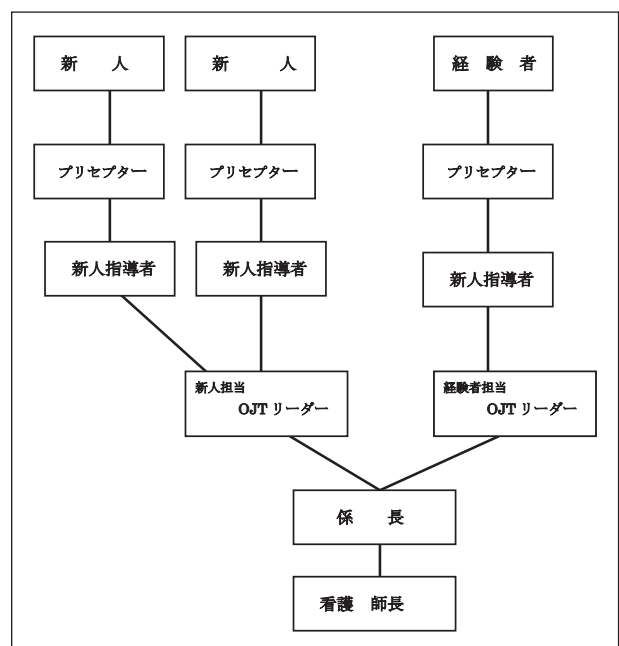 新　人
新　人
経　験　者
プリセプター
プリセプター
プリセプター
新人指導者
新人指導者
新人指導者
新人担当
OJT リーダー
経験者担当
OJT リーダー
係　長
看護　師長